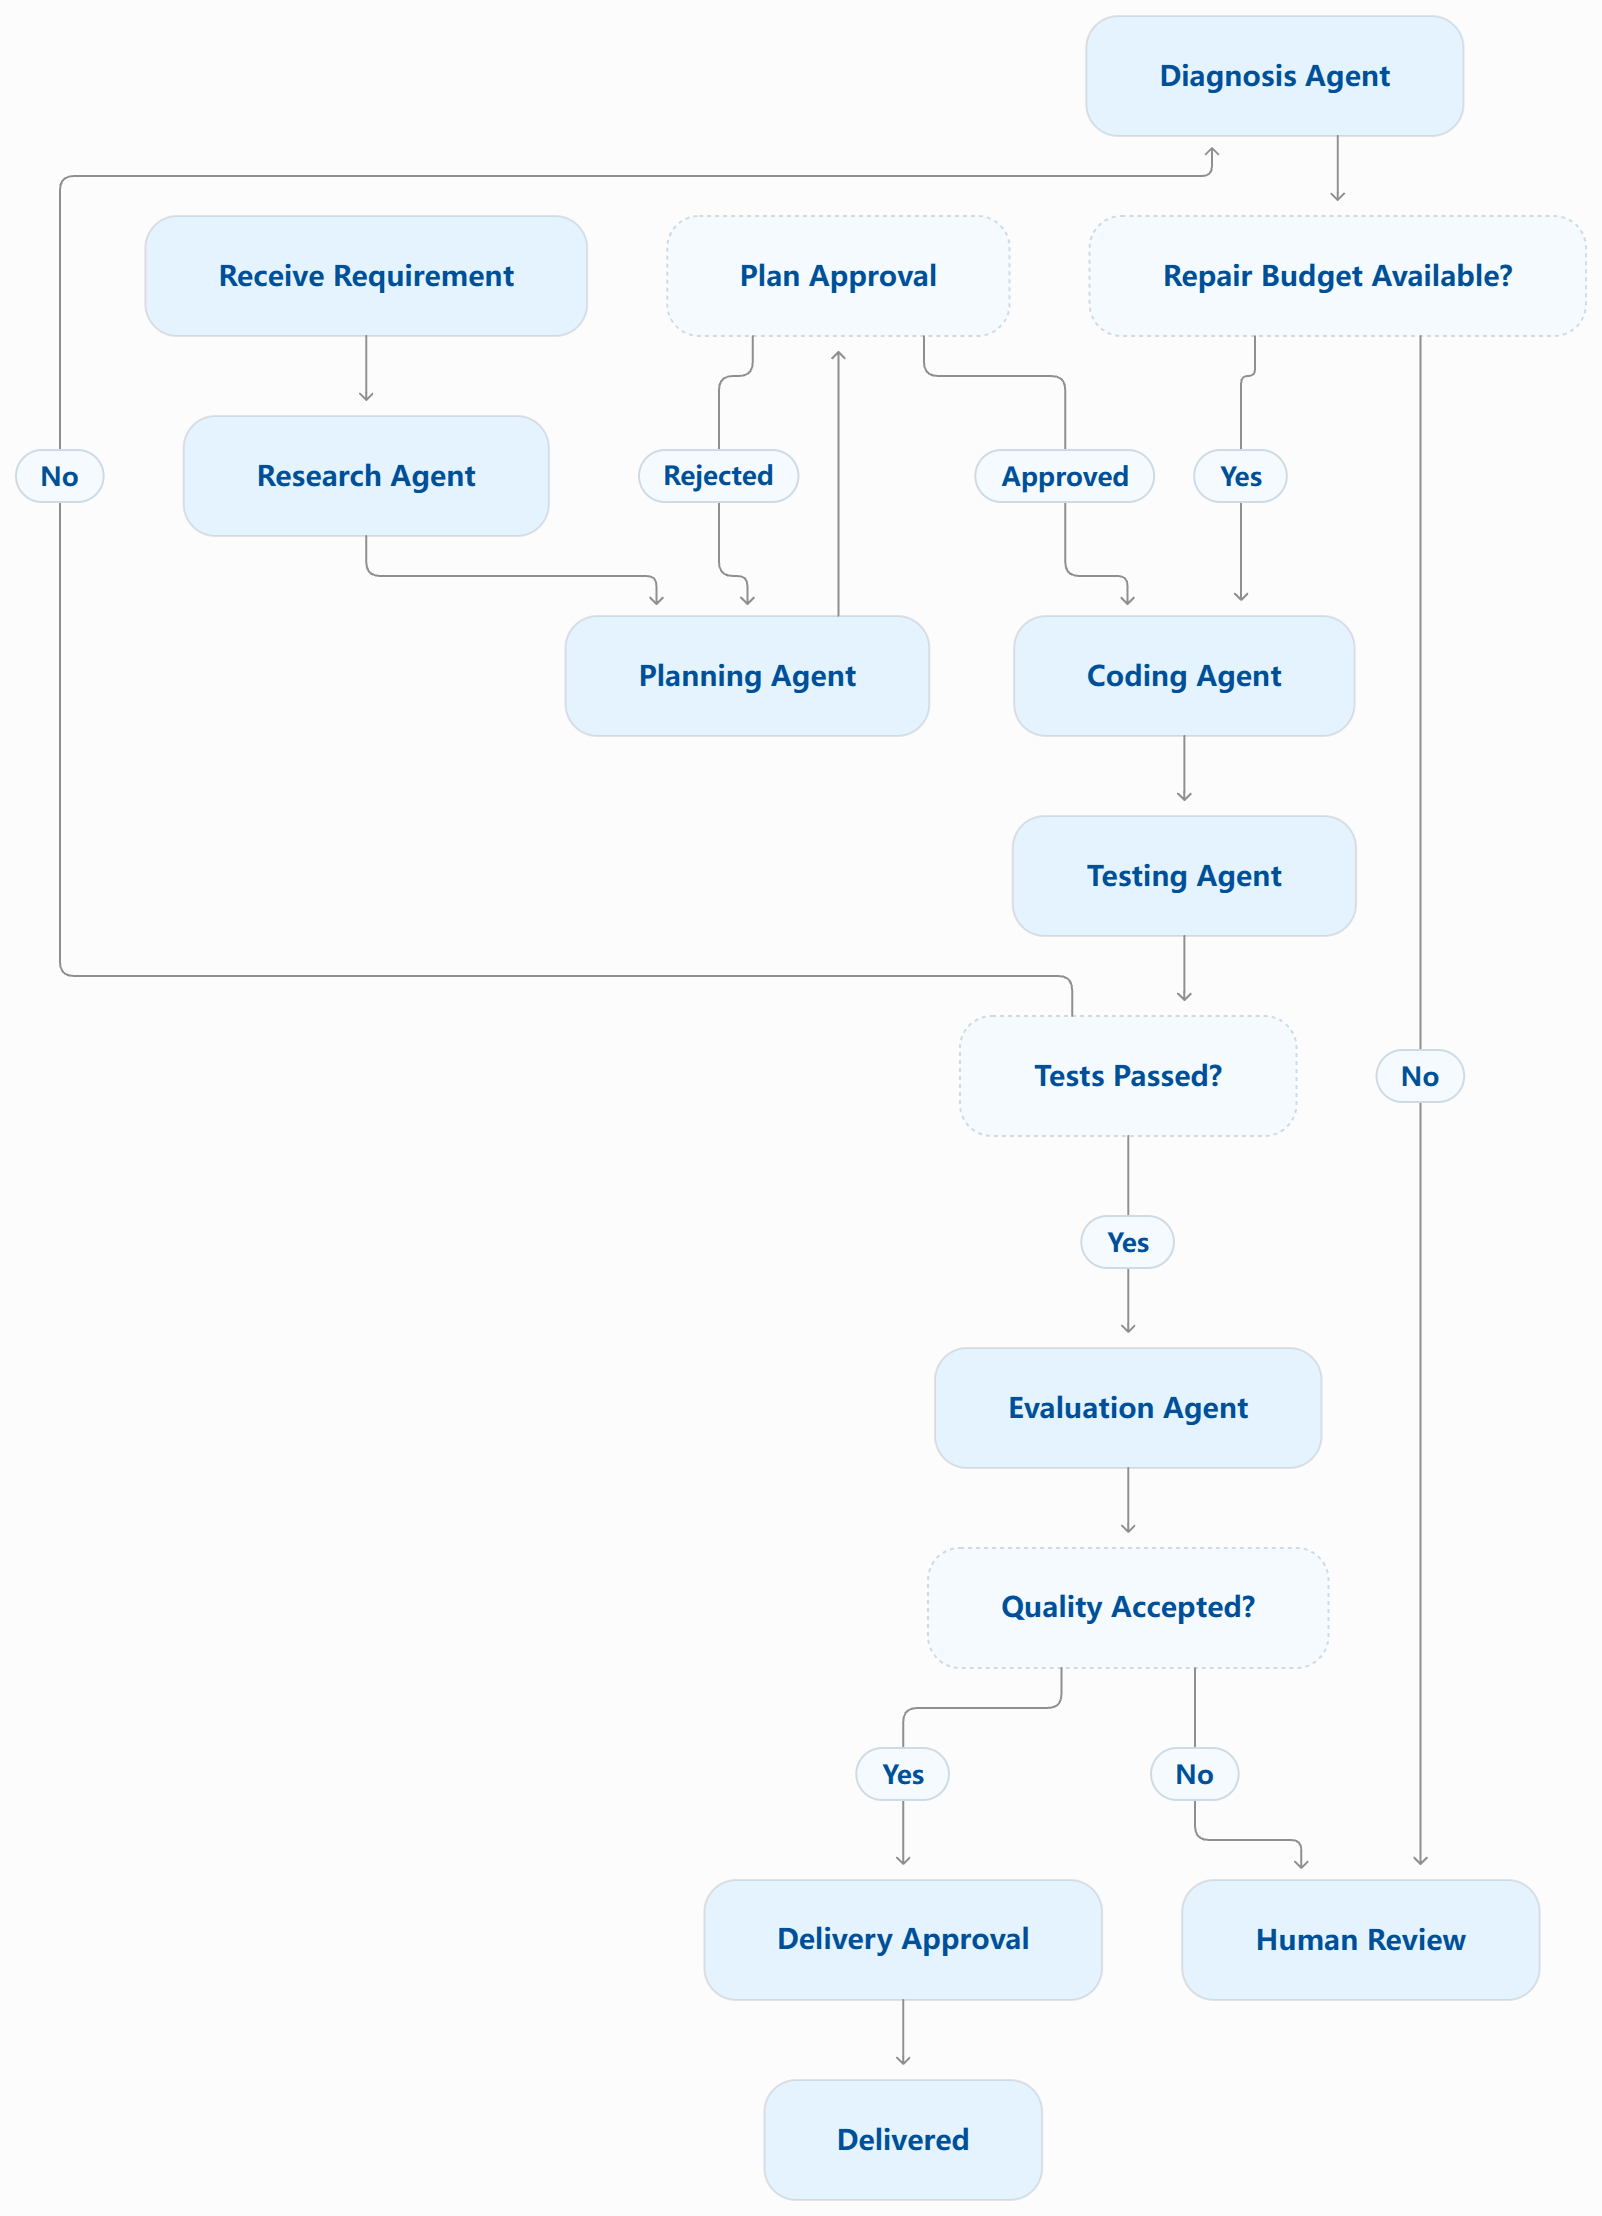 Diagnosis Agent
Receive Requirement
Plan Approval
Repair Budget Available?
No
Research Agent
Rejected
Approved
Yes
Planning Agent
Coding Agent
Testing Agent
Tests Passed?
No
Yes
Evaluation Agent
Quality Accepted?
Yes
No
Delivery Approval
Human Review
Delivered